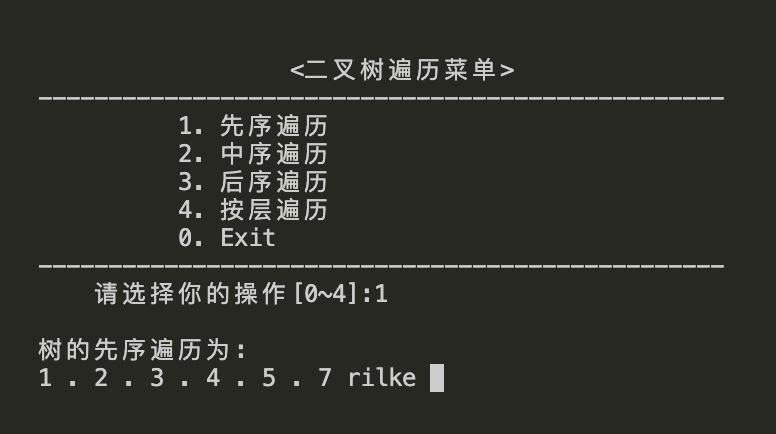 <二叉树遍历菜单>
1. 先序遍历
2. 中序遍历
3. 后序遍历
4. 按层遍历
0. Exit
请选择你的操作[0~4]:1
树的先序遍历为:
1 . 2 . 3 . 4 . 5 . 7 rilke